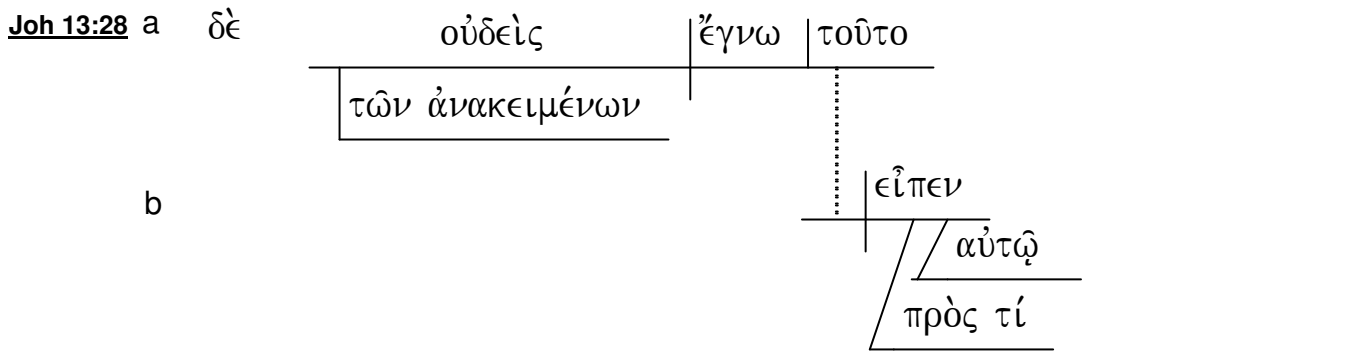 Joh 13:28 a δὲ οὐδεὶς ἔγνω τοῦτο
τῶν ἀνακειμένων
b εἶπεν
αὐτῷ
πρὸς τί